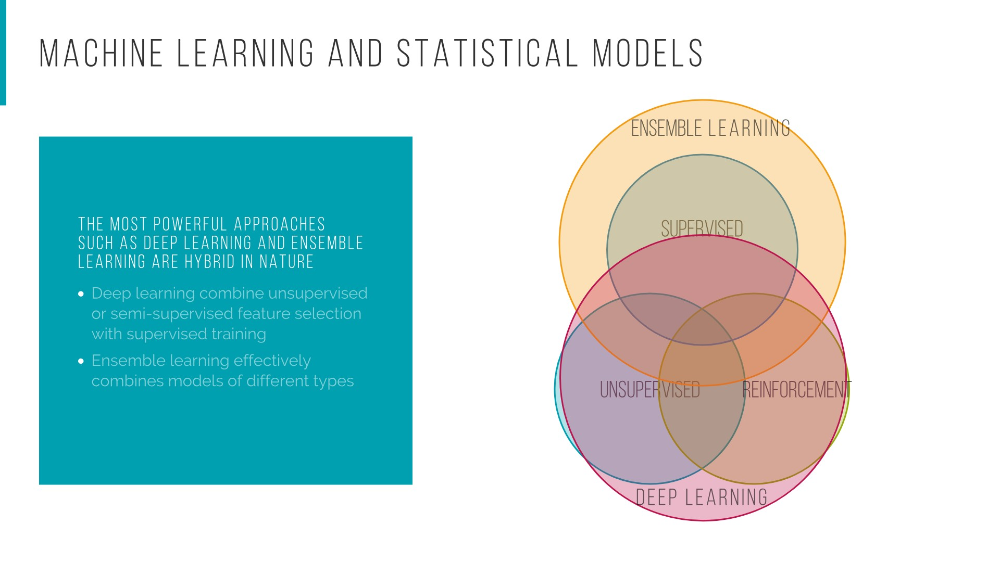 MACHINE LEARNING AND STATISTICAL MODELS
THE MOST POWERFUL APPROACHES
SUCH AS DEEP LEARNING AND ENSEMBLE
LEARNING ARE HYBRID IN NATURE
• Deep learning combine unsupervised
or semi-supervised feature selection
with supervised training
• Ensemble learning effectively
combines models of different types
ENSEMBLE LEARNING
SUPERVISED
UNSUPERVISED
REINFORCEMENT
DEEP LEARNING